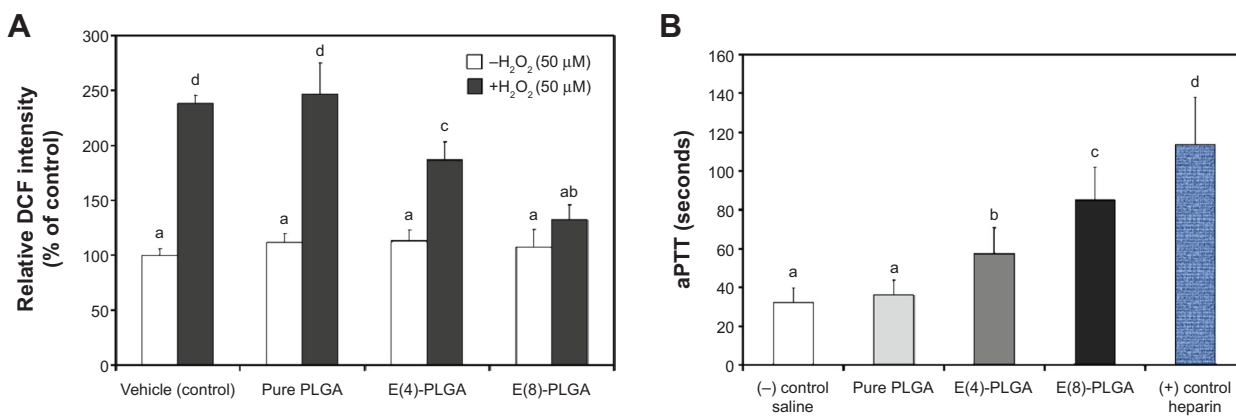 A
Relative DCF intensity
(% of control)
300
250
200
150
100
50
0
–H₂O₂ (50 μM)
+H₂O₂ (50 μM)
a
d
a
d
a
c
a
ab
Vehicle (control)
Pure PLGA
E(4)-PLGA
E(8)-PLGA
B
aPTT (seconds)
160
140
120
100
80
60
40
20
0
a
a
b
c
d
(–) control
saline
Pure PLGA
E(4)-PLGA
E(8)-PLGA
(+) control
heparin